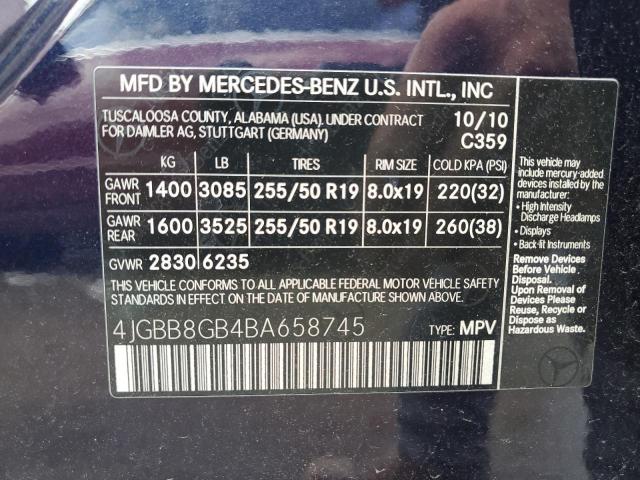 MFD BY MERCEDES-BENZ U.S. INTL., INC
TUSCALOOSA COUNTY, ALABAMA (USA). UNDER CONTRACT
FOR DAIMLER AG, STUTTGART (GERMANY)
10/10
C359
KG LB TIRES RIM SIZE COLD KPA (PSI)
GAWR FRONT 1400 3085 255/50 R19 8.0x19 220(32)
GAWR REAR 1600 3525 255/50 R19 8.0x19 260(38)
GVWR 2830 6235
THIS VEHICLE CONFORMS TO ALL APPLICABLE FEDERAL MOTOR VEHICLE SAFETY
STANDARDS IN EFFECT ON THE DATE OF MANUFACTURE SHOWN ABOVE.
4JGBB8GB4BA658745 TYPE: MPV
This vehicle may
include mercury-added
devices installed by the
manufacturer:
• High Intensity
Discharge Headlamps
• Displays
• Back-lit Instruments
Remove Devices
Before Vehicle
Disposal.
Upon Removal of
Devices Please
Reuse, Recycle or
Dispose as
Hazardous Waste.